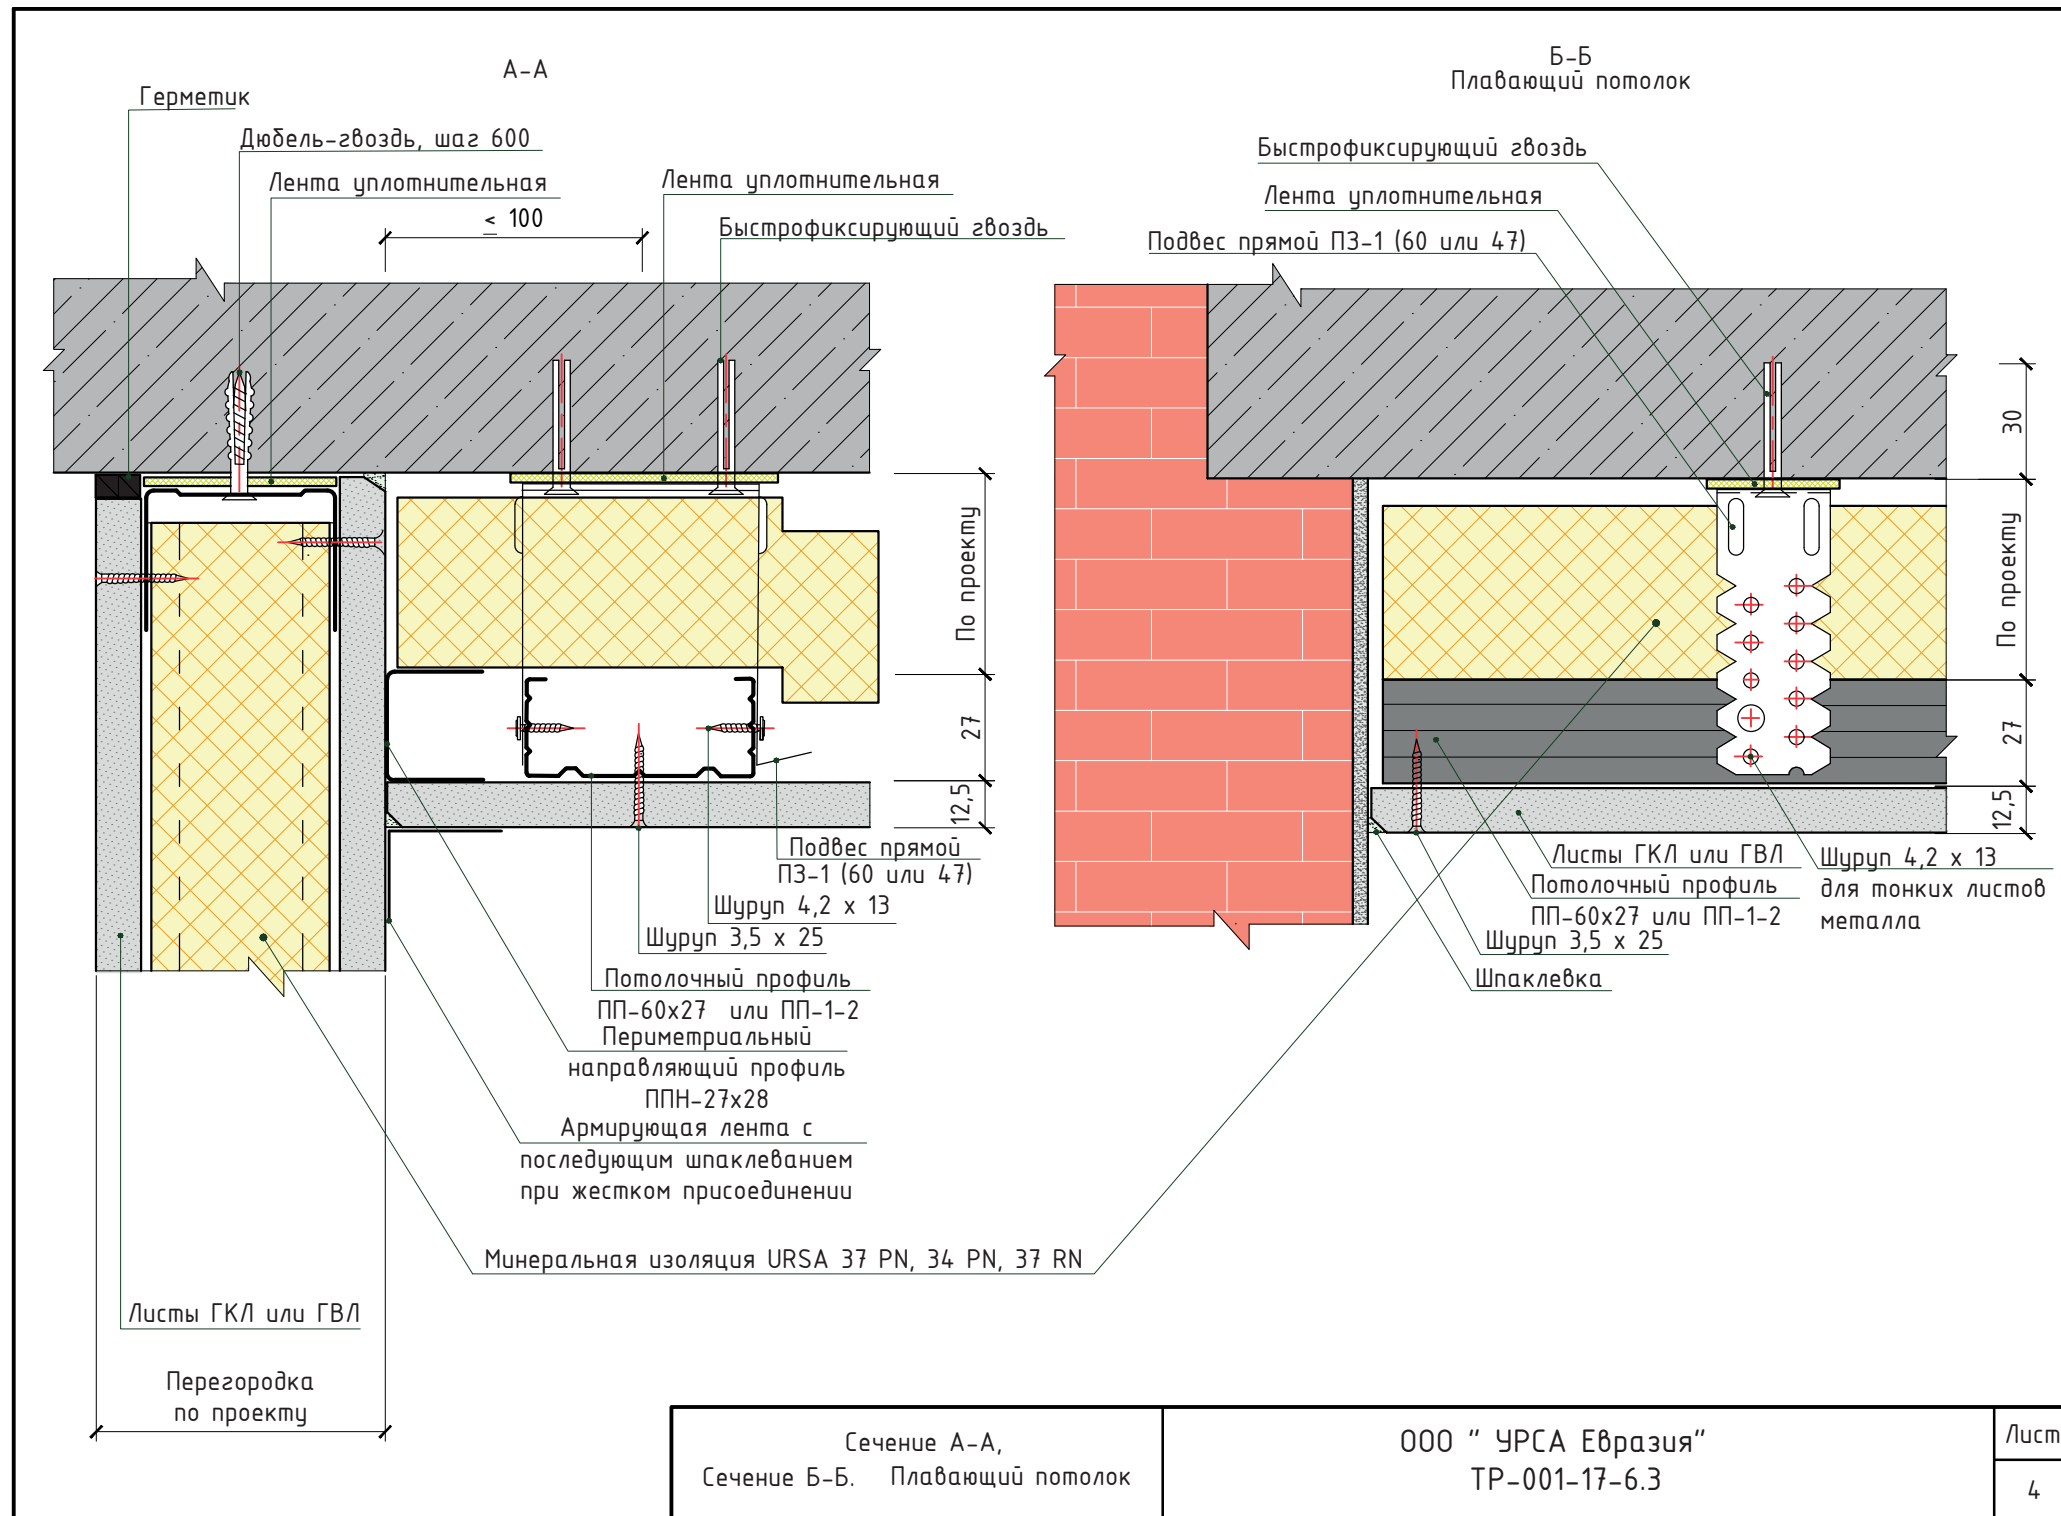 А-А
Герметик
Дюбель-гвоздь, шаг 600
Лента уплотнительная
≤ 100
Лента уплотнительная
Быстрофиксирующий гвоздь
По проекту
27
12,5
Подвес прямой
ПЗ-1 (60 или 47)
Шуруп 4,2 х 13
Шуруп 3,5 х 25
Потолочный профиль
ПП-60х27 или ПП-1-2
Периметриальный
направляющий профиль
ППН-27х28
Армирующая лента с
последующим шпаклеванием
при жестком присоединении
Минеральная изоляция URSA 37 PN, 34 PN, 37 RN
Листы ГКЛ или ГВЛ
Перегородка
по проекту
Б-Б
Плавающий потолок
Быстрофиксирующий гвоздь
Лента уплотнительная
Подвес прямой ПЗ-1 (60 или 47)
30
По проекту
27
12,5
Листы ГКЛ или ГВЛ
Потолочный профиль
ПП-60х27 или ПП-1-2
Шуруп 3,5 х 25
Шпаклевка
Шуруп 4,2 х 13
для тонких листов
металла
Сечение А-А,
Сечение Б-Б. Плавающий потолок
ООО " УРСА Евразия"
ТР-001-17-6.3
Лист
4